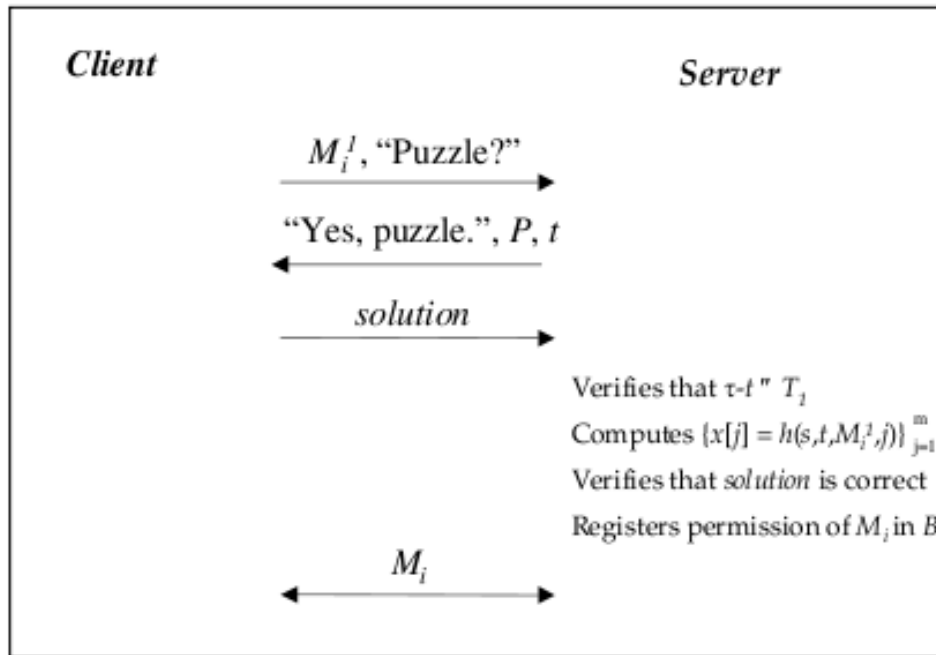 Client
Server
M_i^1, “Puzzle?”
“Yes, puzzle.”, P, t
solution
Verifies that τ-t " T_1
Computes {x[j] = h(s,t,M_i^1,j)}_{j=1}^m
Verifies that solution is correct
Registers permission of M_i in B
M_i